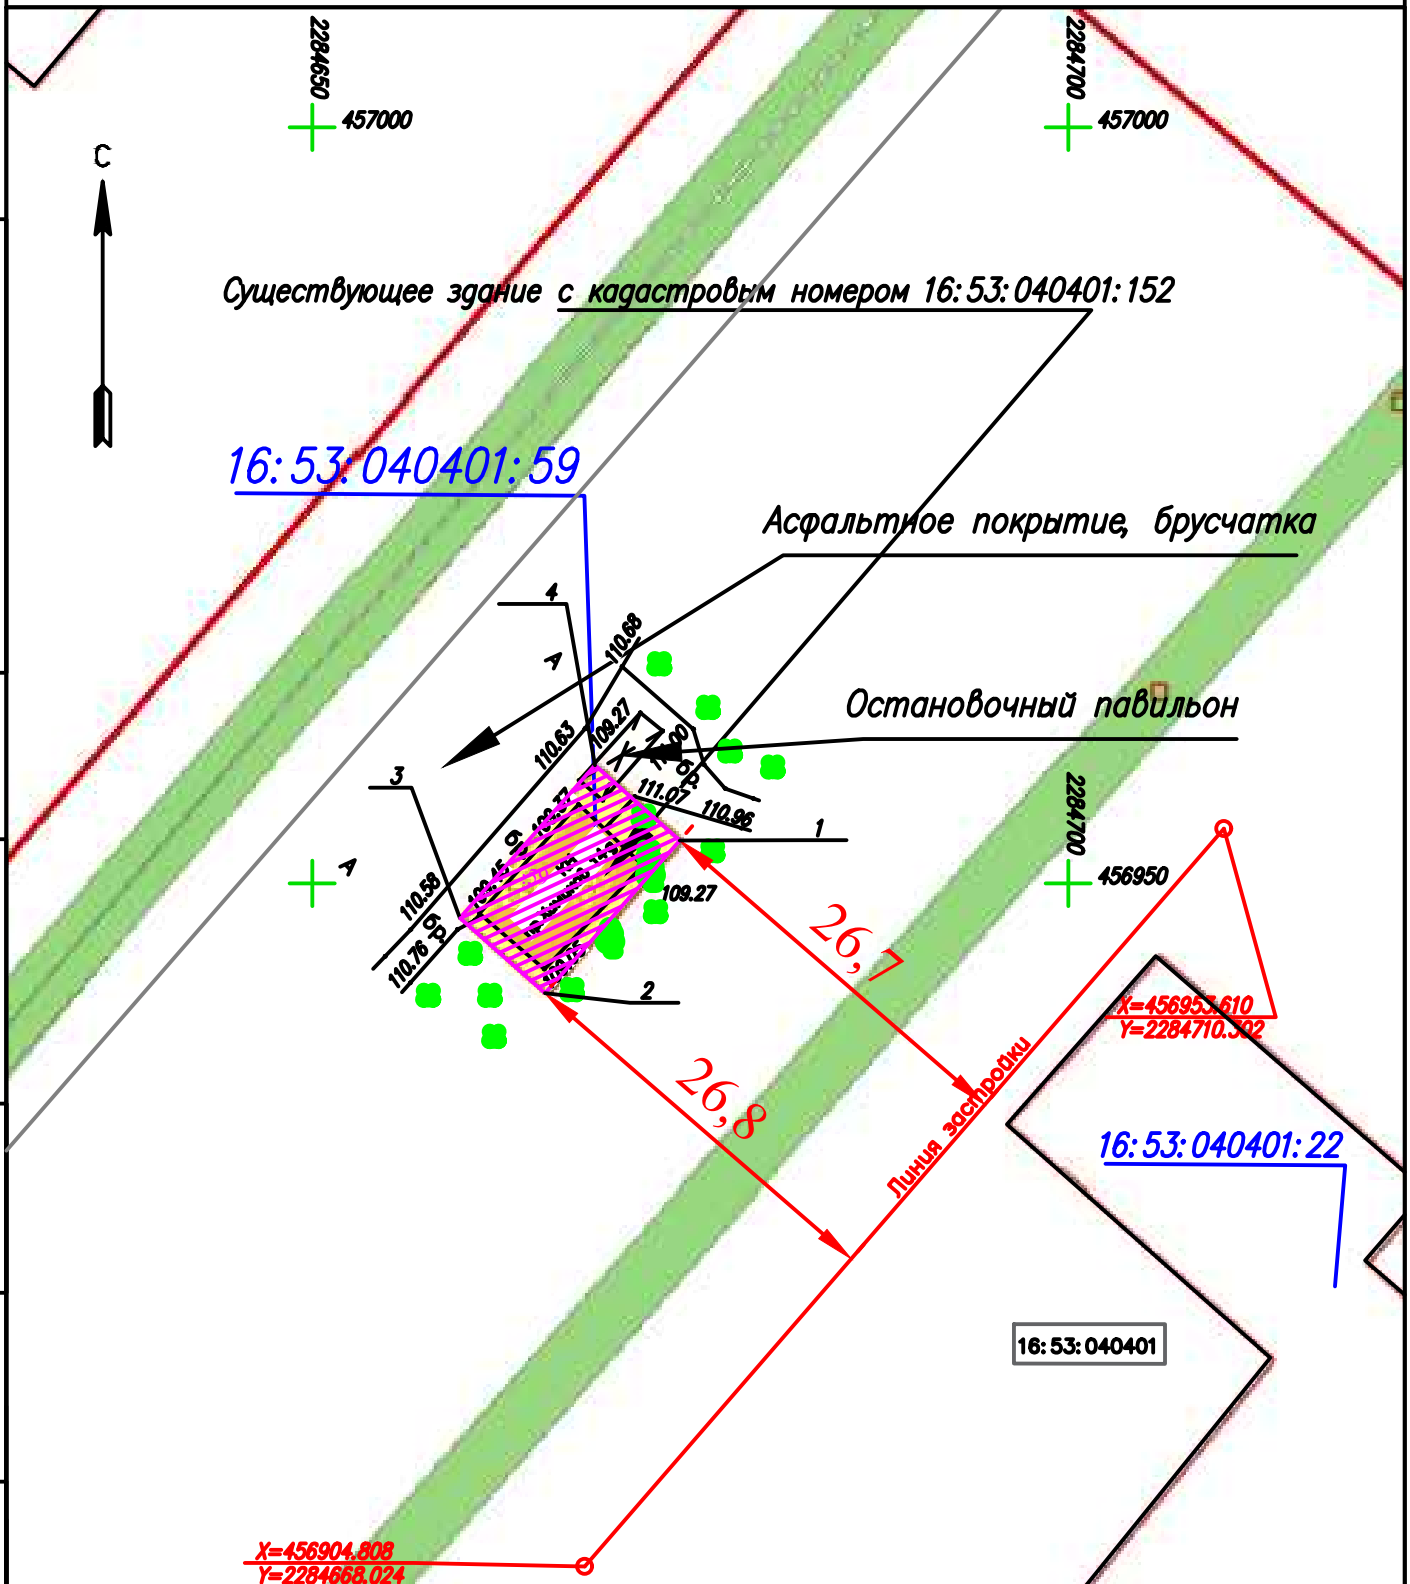 2284650
457000
2284700
457000
С
Существующее здание с кадастровым номером 16:53:040401:152
16:53:040401:59
Асфальтное покрытие, брусчатка
4
А
110.68
Остановочный павильон
109.27
110.63
3
бр.
111.07
110.96
1
2284700
456950
А
110.58
109.27
бр.
110.76
2
26,7
26,8
X=456953.610
Y=2284710.302
Линия застройки
16:53:040401:22
16:53:040401
X=456904.808
Y=2284668.024